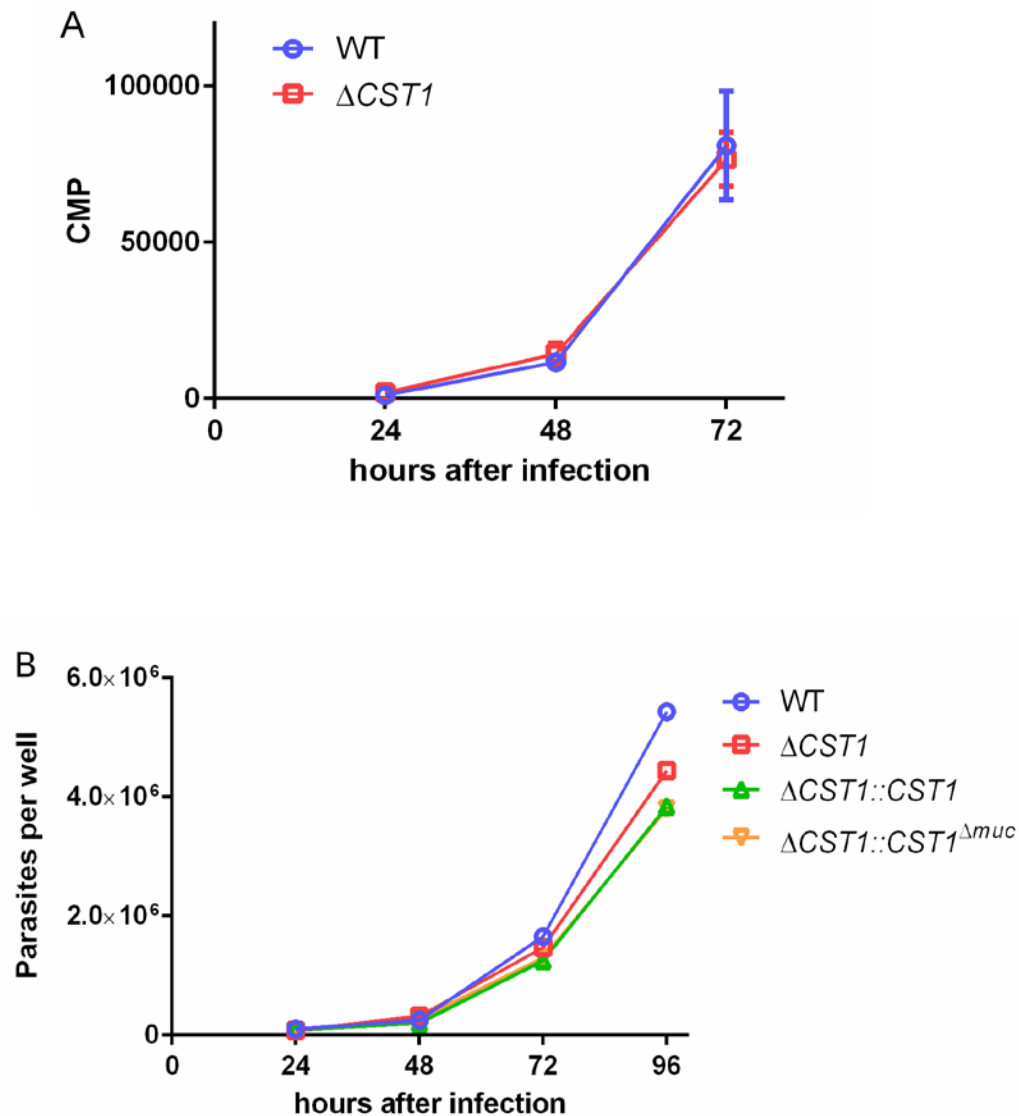 A
WT
ΔCST1
100000
50000
0
CMP
0 24 48 72
hours after infection
B
6.0× 10⁶
4.0× 10⁶
2.0× 10⁶
0
Parasites per well
WT
ΔCST1
ΔCST1::CST1
ΔCST1::CST1^Δmuc
0 24 48 72 96
hours after infection